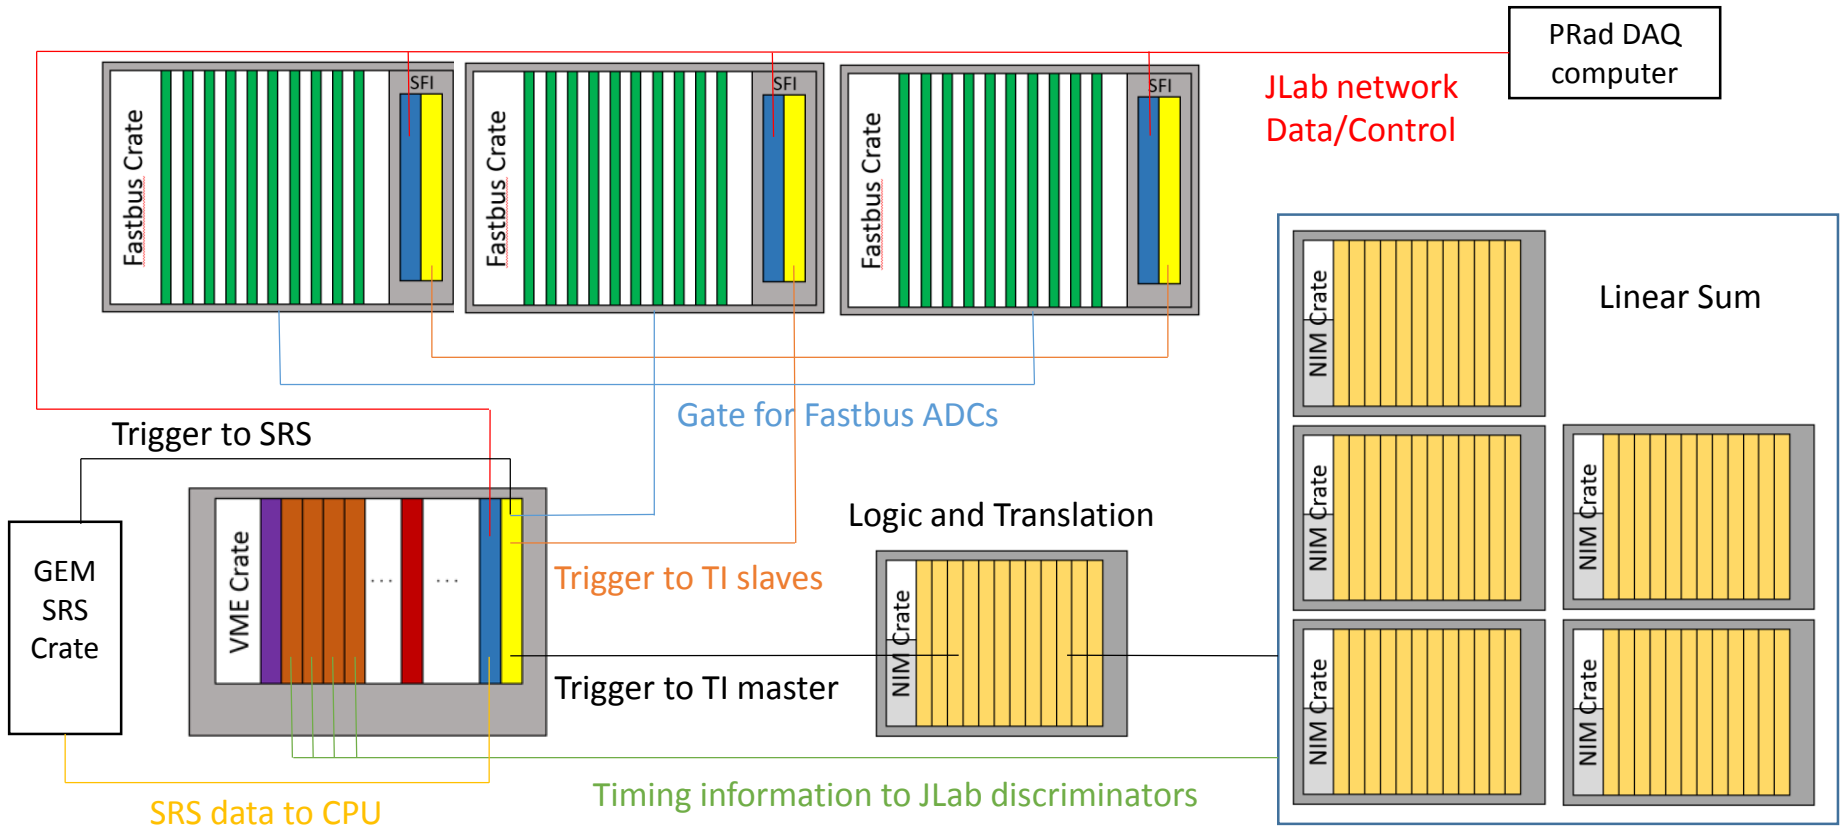 PRad DAQ
computer
JLab network
Data/Control
SFI
SFI
SFI
Fastbus Crate
Fastbus Crate
Fastbus Crate
Linear Sum
NIM Crate
Gate for Fastbus ADCs
Trigger to SRS
NIM Crate
NIM Crate
Logic and Translation
GEM
SRS
Crate
VME Crate
...
...
Trigger to TI slaves
NIM Crate
Trigger to TI master
NIM Crate
NIM Crate
Timing information to JLab discriminators
SRS data to CPU